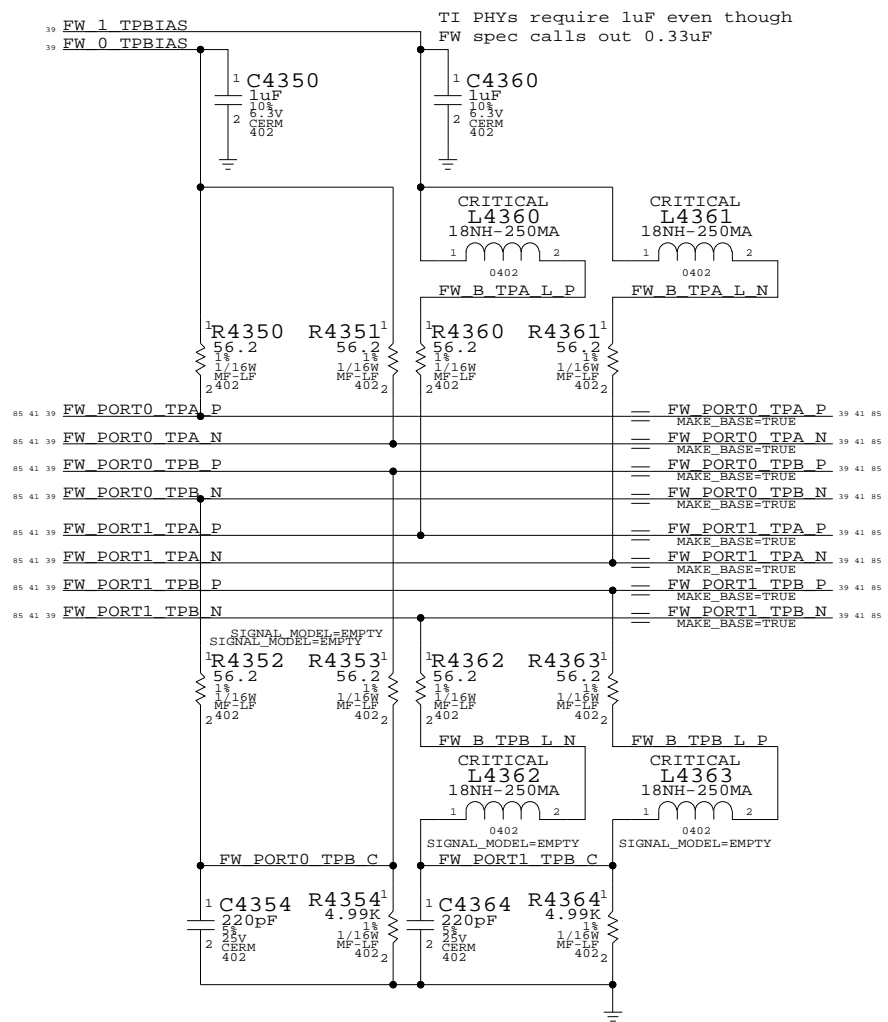 TI PHYs require 1uF even though
FW spec calls out 0.33uF
39 FW_1_TPBIAS
39 FW_0_TPBIAS
1 C4350
1uF
10%
6.3V
2 CERM
402
1 C4360
1uF
10%
6.3V
2 CERM
402
CRITICAL
L4360
18NH-250MA
1 2
0402
FW_B_TPA_L_P
CRITICAL
L4361
18NH-250MA
1 2
0402
FW_B_TPA_L_N
1 R4350
56.2
1%
1/16W
MF-LF
2 402
R4351 1
56.2
1%
1/16W
MF-LF
402 2
1 R4360
56.2
1%
1/16W
MF-LF
2 402
R4361 1
56.2
1%
1/16W
MF-LF
402 2
85 41 39 FW_PORT0_TPA_P FW_PORT0_TPA_P 39 41 85
MAKE_BASE=TRUE
85 41 39 FW_PORT0_TPA_N FW_PORT0_TPA_N 39 41 85
MAKE_BASE=TRUE
85 41 39 FW_PORT0_TPB_P FW_PORT0_TPB_P 39 41 85
MAKE_BASE=TRUE
85 41 39 FW_PORT0_TPB_N FW_PORT0_TPB_N 39 41 85
MAKE_BASE=TRUE
85 41 39 FW_PORT1_TPA_P FW_PORT1_TPA_P 39 41 85
MAKE_BASE=TRUE
85 41 39 FW_PORT1_TPA_N FW_PORT1_TPA_N 39 41 85
MAKE_BASE=TRUE
85 41 39 FW_PORT1_TPB_P FW_PORT1_TPB_P 39 41 85
MAKE_BASE=TRUE
85 41 39 FW_PORT1_TPB_N FW_PORT1_TPB_N 39 41 85
MAKE_BASE=TRUE
SIGNAL_MODEL=EMPTY
SIGNAL_MODEL=EMPTY
1 R4352
56.2
1%
1/16W
MF-LF
2 402
R4353 1
56.2
1%
1/16W
MF-LF
402 2
1 R4362
56.2
1%
1/16W
MF-LF
2 402
R4363 1
56.2
1%
1/16W
MF-LF
402 2
FW_B_TPB_L_N
CRITICAL
L4362
18NH-250MA
1 2
0402
SIGNAL_MODEL=EMPTY
FW_B_TPB_L_P
CRITICAL
L4363
18NH-250MA
1 2
0402
SIGNAL_MODEL=EMPTY
FW_PORT0_TPB_C
FW_PORT1_TPB_C
1 C4354
220pF
5%
25V
2 CERM
402
R4354 1
4.99K
1%
1/16W
MF-LF
402 2
1 C4364
220pF
5%
25V
2 CERM
402
R4364 1
4.99K
1%
1/16W
MF-LF
402 2